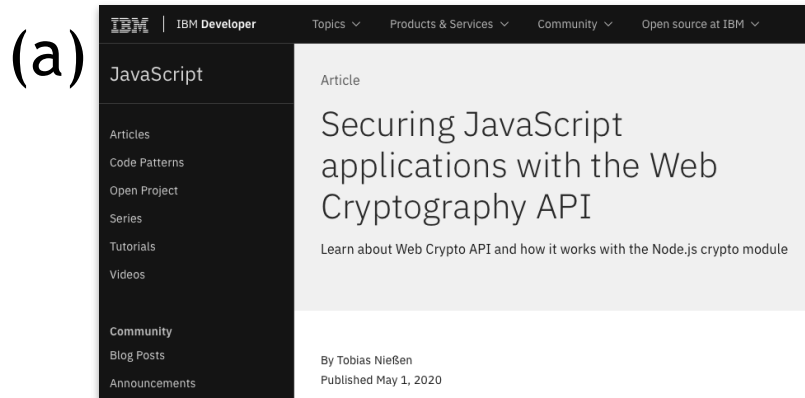 (a)
IBM IBM Developer Topics Products & Services Community Open source at IBM
JavaScript
Articles
Code Patterns
Open Project
Series
Tutorials
Videos
Community
Blog Posts
Announcements
Article
Securing JavaScript
applications with the Web
Cryptography API
Learn about Web Crypto API and how it works with the Node.js crypto module
By Tobias Nießen
Published May 1, 2020